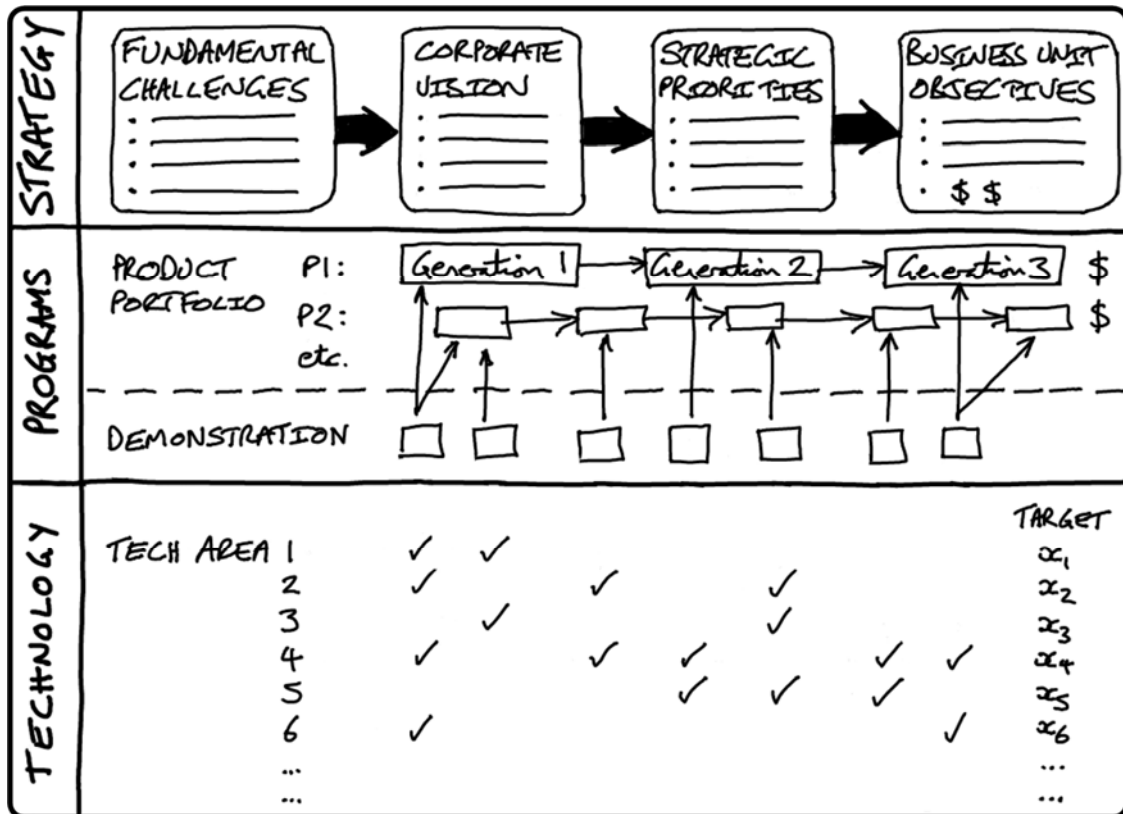 STRATEGY
FUNDAMENTAL
CHALLENGES
CORPORATE
VISION
STRATEGIC
PRIORITIES
BUSINESS UNIT
OBJECTIVES
$ $
PROGRAMS
PRODUCT
PORTFOLIO
P1:
Generation 1
Generation 2
Generation 3
$
P2:
$
etc.
DEMONSTRATION
TECHNOLOGY
TARGET
TECH AREA 1 ✓ ✓ x₁
2 ✓ ✓ ✓ x₂
3 ✓ ✓ x₃
4 ✓ ✓ ✓ ✓ ✓ x₄
5 ✓ ✓ ✓ x₅
6 ✓ ✓ x₆
... ...
... ...